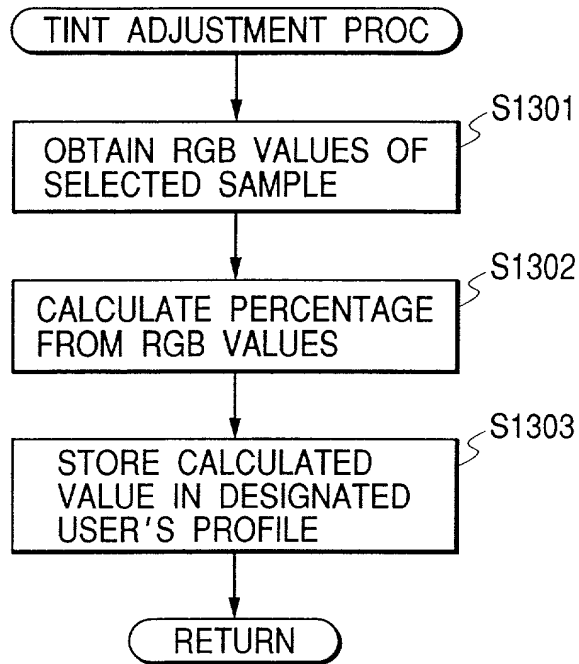 TINT ADJUSTMENT PROC
S1301
OBTAIN RGB VALUES OF
SELECTED SAMPLE
S1302
CALCULATE PERCENTAGE
FROM RGB VALUES
S1303
STORE CALCULATED
VALUE IN DESIGNATED
USER'S PROFILE
RETURN